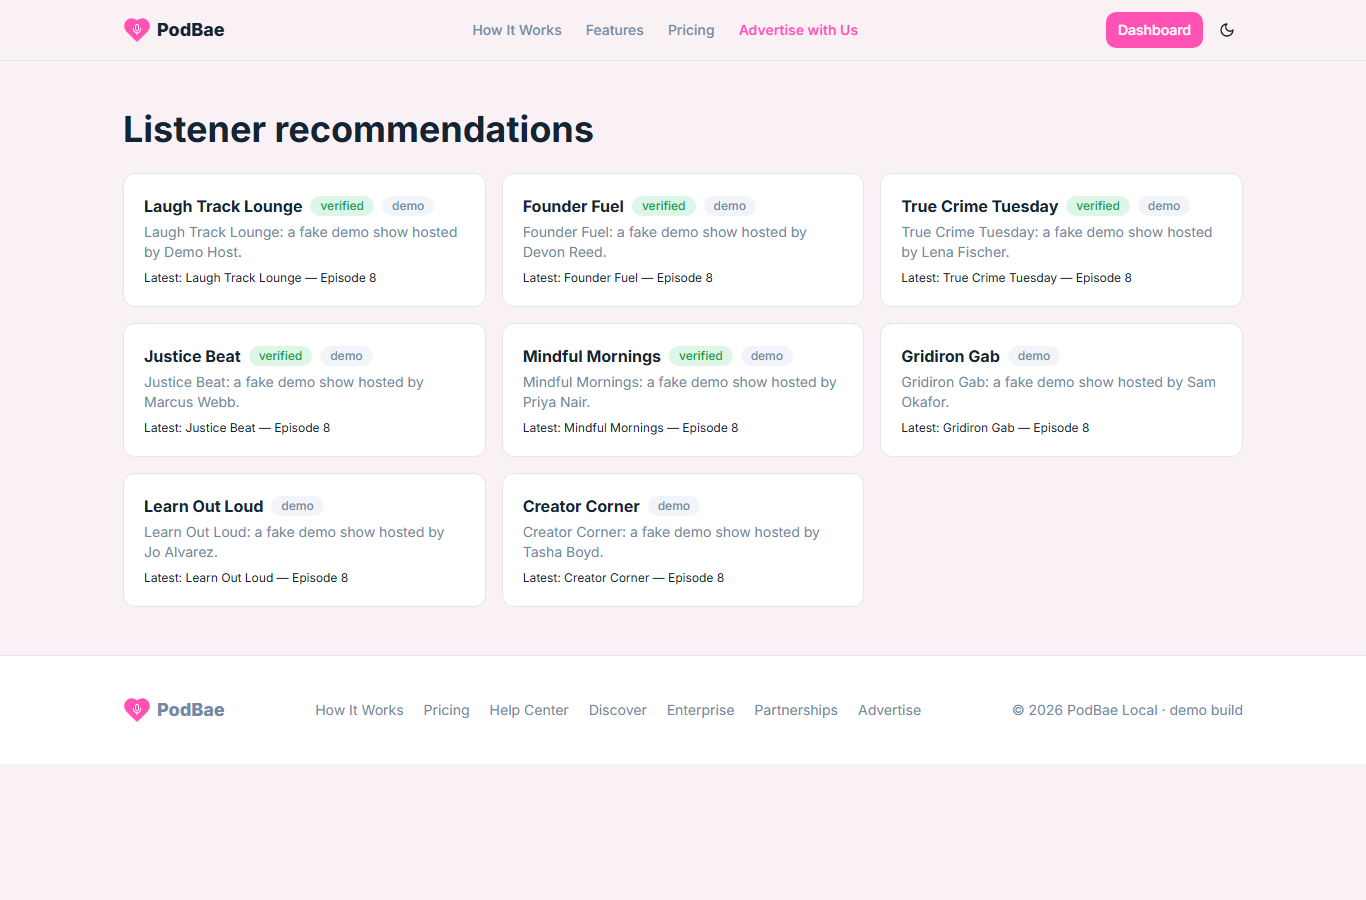 PodBae
How It Works
Features
Pricing
Advertise with Us
Dashboard
Listener recommendations
Laugh Track Lounge verified demo
Laugh Track Lounge: a fake demo show hosted
by Demo Host.
Latest: Laugh Track Lounge — Episode 8
Founder Fuel verified demo
Founder Fuel: a fake demo show hosted by
Devon Reed.
Latest: Founder Fuel — Episode 8
True Crime Tuesday verified demo
True Crime Tuesday: a fake demo show hosted
by Lena Fischer.
Latest: True Crime Tuesday — Episode 8
Justice Beat verified demo
Justice Beat: a fake demo show hosted by
Marcus Webb.
Latest: Justice Beat — Episode 8
Mindful Mornings verified demo
Mindful Mornings: a fake demo show hosted by
Priya Nair.
Latest: Mindful Mornings — Episode 8
Gridiron Gab demo
Gridiron Gab: a fake demo show hosted by Sam
Okafor.
Latest: Gridiron Gab — Episode 8
Learn Out Loud demo
Learn Out Loud: a fake demo show hosted by
Jo Alvarez.
Latest: Learn Out Loud — Episode 8
Creator Corner demo
Creator Corner: a fake demo show hosted by
Tasha Boyd.
Latest: Creator Corner — Episode 8
PodBae
How It Works
Pricing
Help Center
Discover
Enterprise
Partnerships
Advertise
© 2026 PodBae Local · demo build